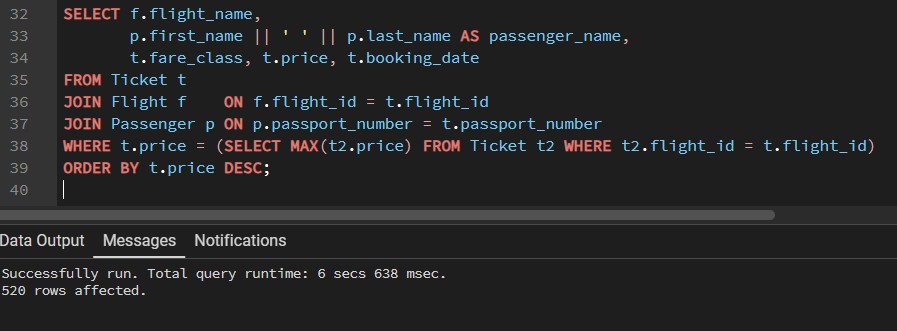 32 SELECT f.flight_name,
33 p.first_name || ' ' || p.last_name AS passenger_name,
34 t.fare_class, t.price, t.booking_date
35 FROM Ticket t
36 JOIN Flight f    ON f.flight_id = t.flight_id
37 JOIN Passenger p ON p.passport_number = t.passport_number
38 WHERE t.price = (SELECT MAX(t2.price) FROM Ticket t2 WHERE t2.flight_id = t.flight_id)
39 ORDER BY t.price DESC;
40
Data Output Messages Notifications
Successfully run. Total query runtime: 6 secs 638 msec.
520 rows affected.